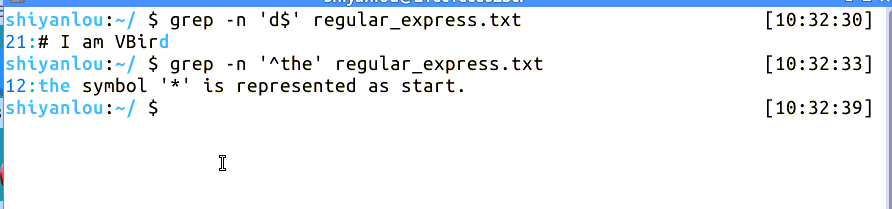 shiyanlou:~/ $ grep -n 'd$' regular_express.txt [10:32:30]
21:# I am VBird
shiyanlou:~/ $ grep -n '^the' regular_express.txt [10:32:33]
12:the symbol '*' is represented as start.
shiyanlou:~/ $ [10:32:39]